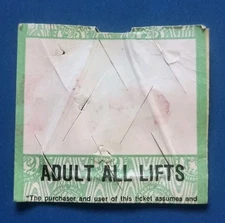 ADULT ALL LIFTS
"The purchaser and user of this ticket assumes and